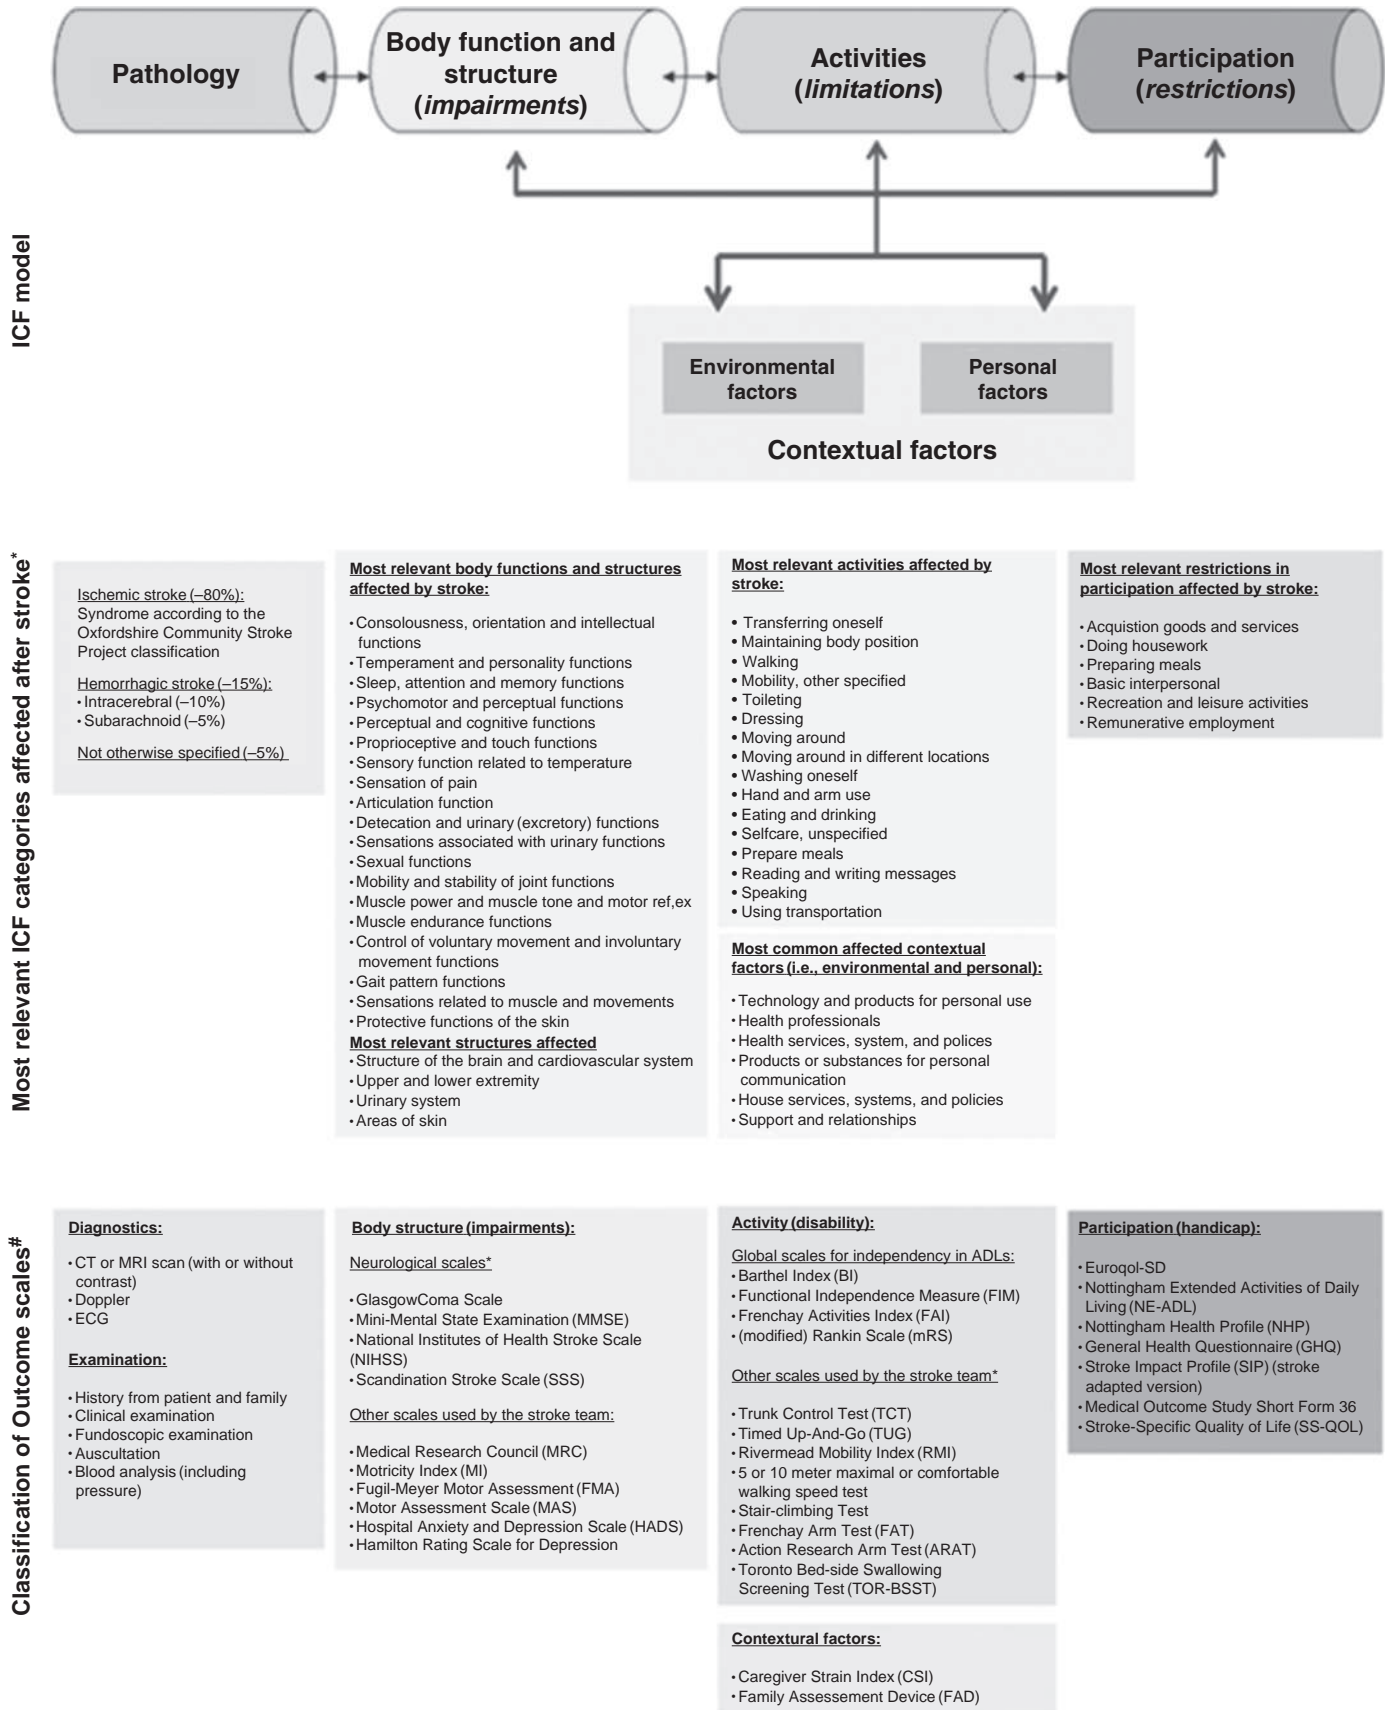 Pathology
Body function and
structure
(impairments)
Activities
(limitations)
Participation
(restrictions)
ICF model
Environmental
factors
Personal
factors
Contextual factors
Most relevant ICF categories affected after stroke*
Ischemic stroke (–80%):
Syndrome according to the
Oxfordshire Community Stroke
Project classification
Hemorrhagic stroke (–15%):
• Intracerebral (–10%)
• Subarachnoid (–5%)
Not otherwise specified (–5%)
Most relevant body functions and structures
affected by stroke:
• Consolousness, orientation and intellectual
functions
• Temperament and personality functions
• Sleep, attention and memory functions
• Psychomotor and perceptual functions
• Perceptual and cognitive functions
• Proprioceptive and touch functions
• Sensory function related to temperature
• Sensation of pain
• Articulation function
• Detecation and urinary (excretory) functions
• Sensations associated with urinary functions
• Sexual functions
• Mobility and stability of joint functions
• Muscle power and muscle tone and motor ref,ex
• Muscle endurance functions
• Control of voluntary movement and involuntary
movement functions
• Gait pattern functions
• Sensations related to muscle and movements
• Protective functions of the skin
Most relevant structures affected
• Structure of the brain and cardiovascular system
• Upper and lower extremity
• Urinary system
• Areas of skin
Most relevant activities affected by
stroke:
• Transferring oneself
• Maintaining body position
• Walking
• Mobility, other specified
• Toileting
• Dressing
• Moving around
• Moving around in different locations
• Washing oneself
• Hand and arm use
• Eating and drinking
• Selfcare, unspecified
• Prepare meals
• Reading and writing messages
• Speaking
• Using transportation
Most common affected contextual
factors (i.e., environmental and personal):
• Technology and products for personal use
• Health professionals
• Health services, system, and polices
• Products or substances for personal
communication
• House services, systems, and policies
• Support and relationships
Most relevant restrictions in
participation affected by stroke:
• Acquistion goods and services
• Doing housework
• Preparing meals
• Basic interpersonal
• Recreation and leisure activities
• Remunerative employment
Classification of Outcome scales#
Diagnostics:
• CT or MRI scan (with or without
contrast)
• Doppler
• ECG
Examination:
• History from patient and family
• Clinical examination
• Fundoscopic examination
• Auscultation
• Blood analysis (including
pressure)
Body structure (impairments):
Neurological scales*
• GlasgowComa Scale
• Mini-Mental State Examination (MMSE)
• National Institutes of Health Stroke Scale
(NIHSS)
• Scandination Stroke Scale (SSS)
Other scales used by the stroke team:
• Medical Research Council (MRC)
• Motricity Index (MI)
• Fugil-Meyer Motor Assessment (FMA)
• Motor Assessment Scale (MAS)
• Hospital Anxiety and Depression Scale (HADS)
• Hamilton Rating Scale for Depression
Activity (disability):
Global scales for independency in ADLs:
• Barthel Index (BI)
• Functional Independence Measure (FIM)
• Frenchay Activities Index (FAI)
• (modified) Rankin Scale (mRS)
Other scales used by the stroke team*
• Trunk Control Test (TCT)
• Timed Up-And-Go (TUG)
• Rivermead Mobility Index (RMI)
• 5 or 10 meter maximal or comfortable
walking speed test
• Stair-climbing Test
• Frenchay Arm Test (FAT)
• Action Research Arm Test (ARAT)
• Toronto Bed-side Swallowing
Screening Test (TOR-BSST)
Contextural factors:
• Caregiver Strain Index (CSI)
• Family Assessement Device (FAD)
Participation (handicap):
• Euroqol-SD
• Nottingham Extended Activities of Daily
Living (NE-ADL)
• Nottingham Health Profile (NHP)
• General Health Questionnaire (GHQ)
• Stroke Impact Profile (SIP) (stroke
adapted version)
• Medical Outcome Study Short Form 36
• Stroke-Specific Quality of Life (SS-QOL)